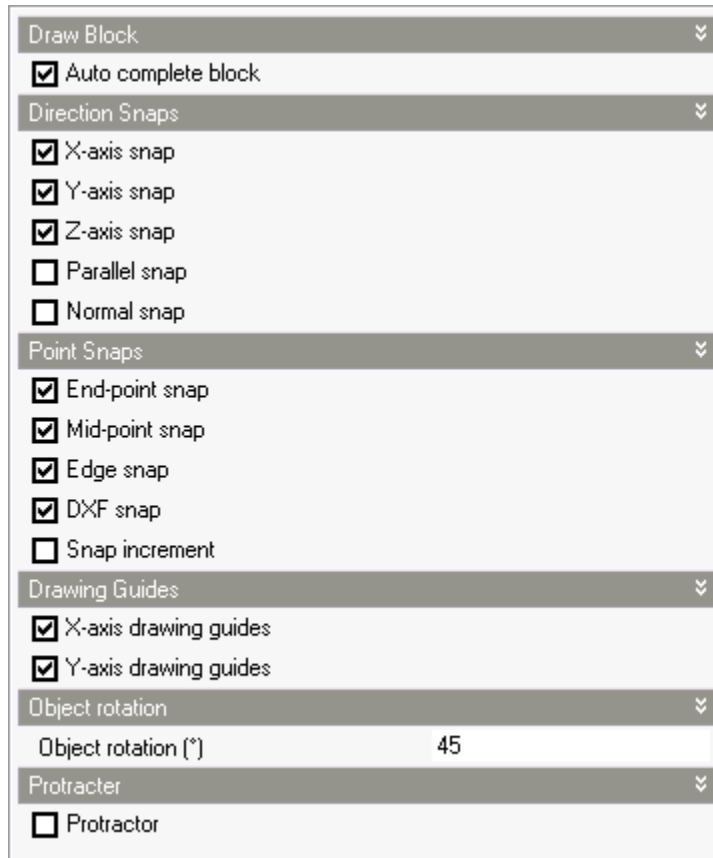 Draw Block
Auto complete block
Direction Snaps
X-axis snap
Y-axis snap
Z-axis snap
Parallel snap
Normal snap
Point Snaps
End-point snap
Mid-point snap
Edge snap
DXF snap
Snap increment
Drawing Guides
X-axis drawing guides
Y-axis drawing guides
Object rotation
Object rotation (°) 45
Protracter
Protractor